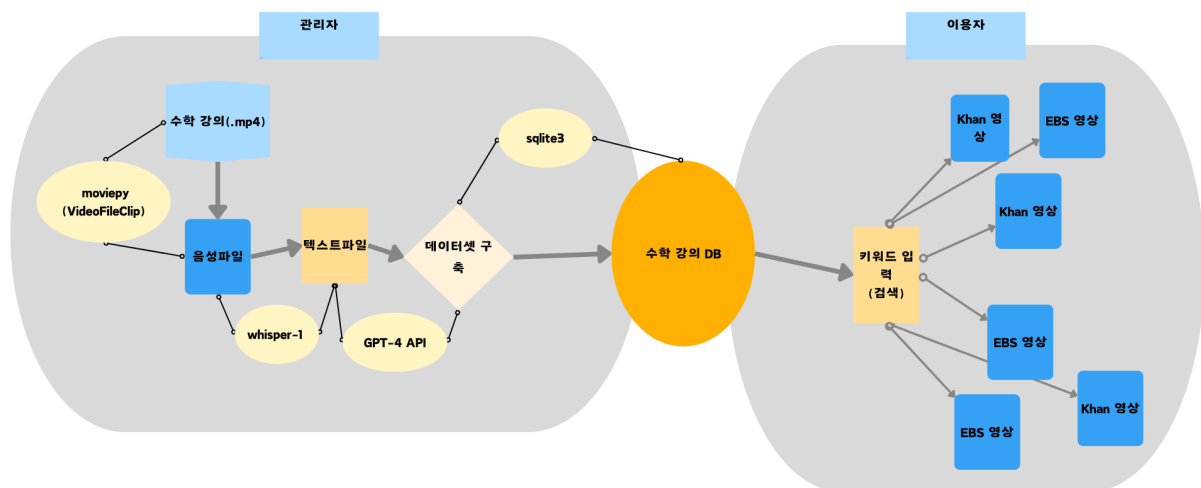 관리자
이용자
수학 강의(.mp4)
moviepy
(VideoFileClip)
음성파일
whisper-1
텍스트파일
GPT-4 API
데이터셋 구
축
sqlite3
수학 강의 DB
키워드 입
력
(검색)
Khan 영
상
EBS 영상
Khan 영상
EBS 영상
Khan 영상
EBS 영상